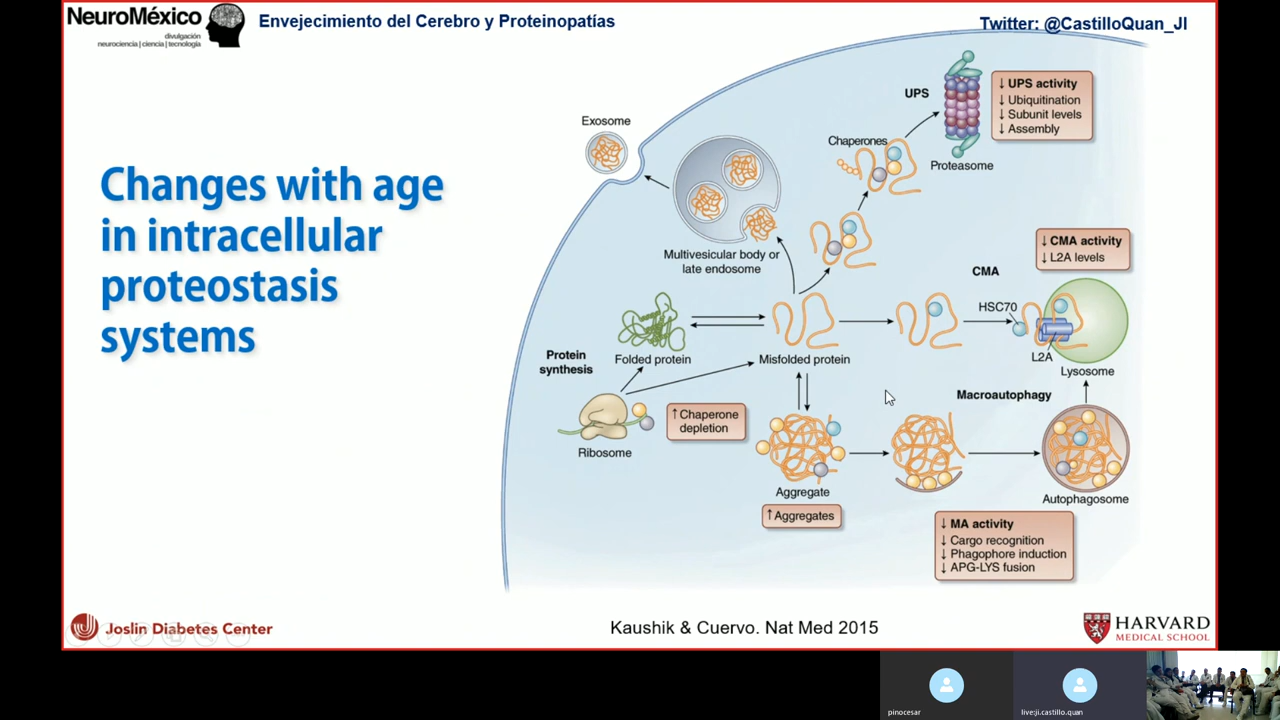 NeuroMéxico
divulgación
neurociencia | ciencia | tecnología
Envejecimiento del Cerebro y Proteinopatías
Twitter: @CastilloQuan_JI
Changes with age
in intracellular
proteostasis
systems
Exosome
Multivesicular body or
late endosome
Chaperones
UPS
Proteasome
↓ UPS activity
↓ Ubiquitination
↓ Subunit levels
↓ Assembly
↓ CMA activity
↓ L2A levels
CMA
HSC70
L2A
Lysosome
Protein
synthesis
Folded protein
Misfolded protein
Ribosome
↑ Chaperone
depletion
Aggregate
↑ Aggregates
Macroautophagy
Autophagosome
↓ MA activity
↓ Cargo recognition
↓ Phagophore induction
↓ APG-LYS fusion
Joslin Diabetes Center
Kaushik & Cuervo. Nat Med 2015
HARVARD
MEDICAL SCHOOL
pinocesar
live:ji.castillo.quan